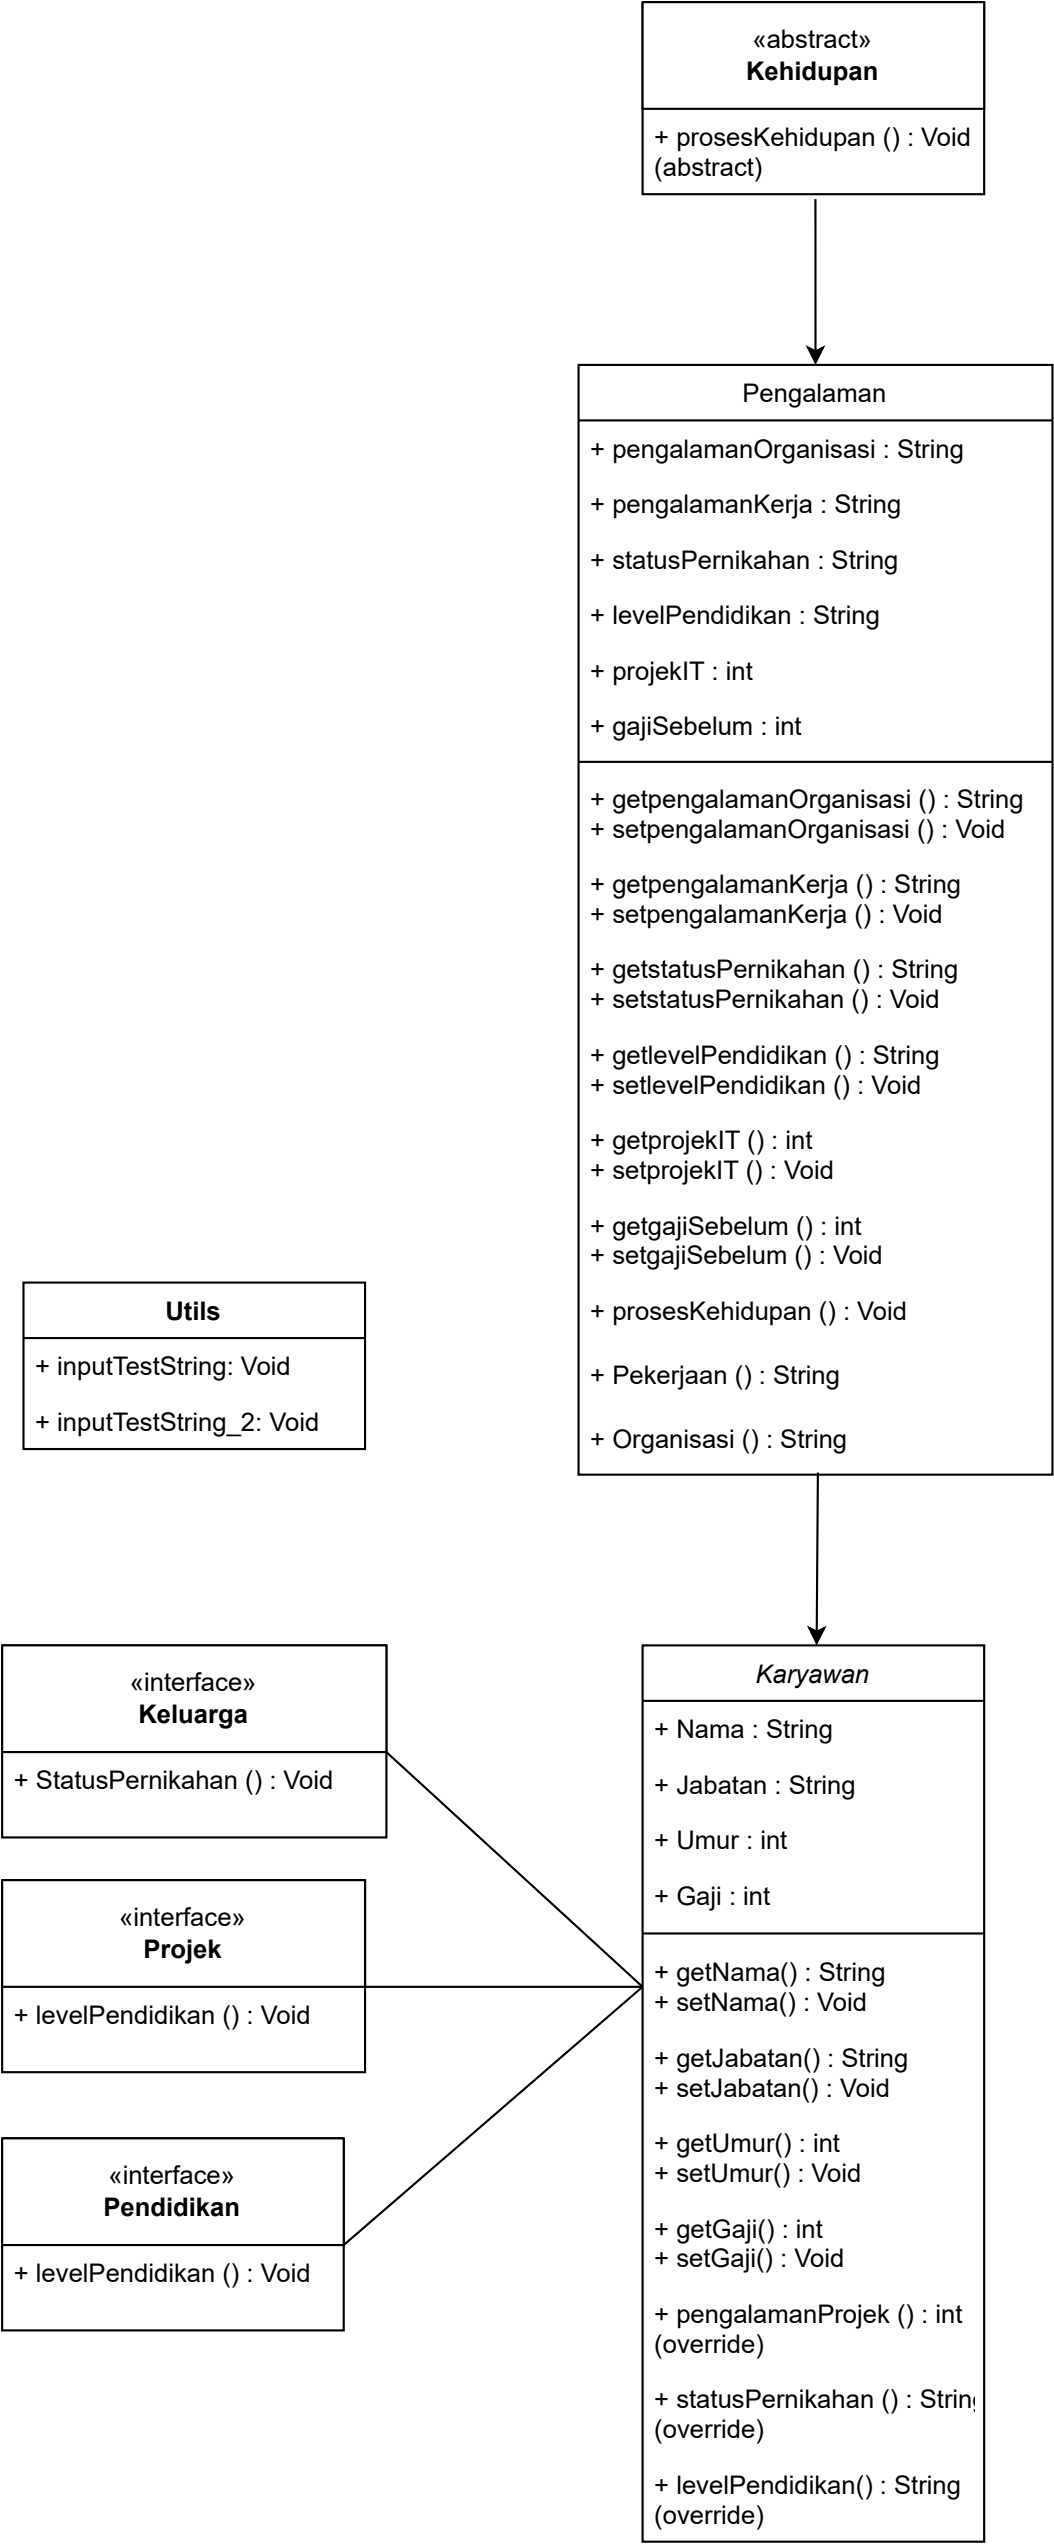 «abstract»
Kehidupan
+ prosesKehidupan () : Void
(abstract)
Pengalaman
+ pengalamanOrganisasi : String
+ pengalamanKerja : String
+ statusPernikahan : String
+ levelPendidikan : String
+ projekIT : int
+ gajiSebelum : int
+ getpengalamanOrganisasi () : String
+ setpengalamanOrganisasi () : Void
+ getpengalamanKerja () : String
+ setpengalamanKerja () : Void
+ getstatusPernikahan () : String
+ setstatusPernikahan () : Void
+ getlevelPendidikan () : String
+ setlevelPendidikan () : Void
+ getprojekIT () : int
+ setprojekIT () : Void
+ getgajiSebelum () : int
+ setgajiSebelum () : Void
+ prosesKehidupan () : Void
+ Pekerjaan () : String
+ Organisasi () : String
Utils
+ inputTestString: Void
+ inputTestString_2: Void
«interface»
Keluarga
+ StatusPernikahan () : Void
«interface»
Projek
+ levelPendidikan () : Void
«interface»
Pendidikan
+ levelPendidikan () : Void
Karyawan
+ Nama : String
+ Jabatan : String
+ Umur : int
+ Gaji : int
+ getNama() : String
+ setNama() : Void
+ getJabatan() : String
+ setJabatan() : Void
+ getUmur() : int
+ setUmur() : Void
+ getGaji() : int
+ setGaji() : Void
+ pengalamanProjek () : int
(override)
+ statusPernikahan () : String
(override)
+ levelPendidikan() : String
(override)